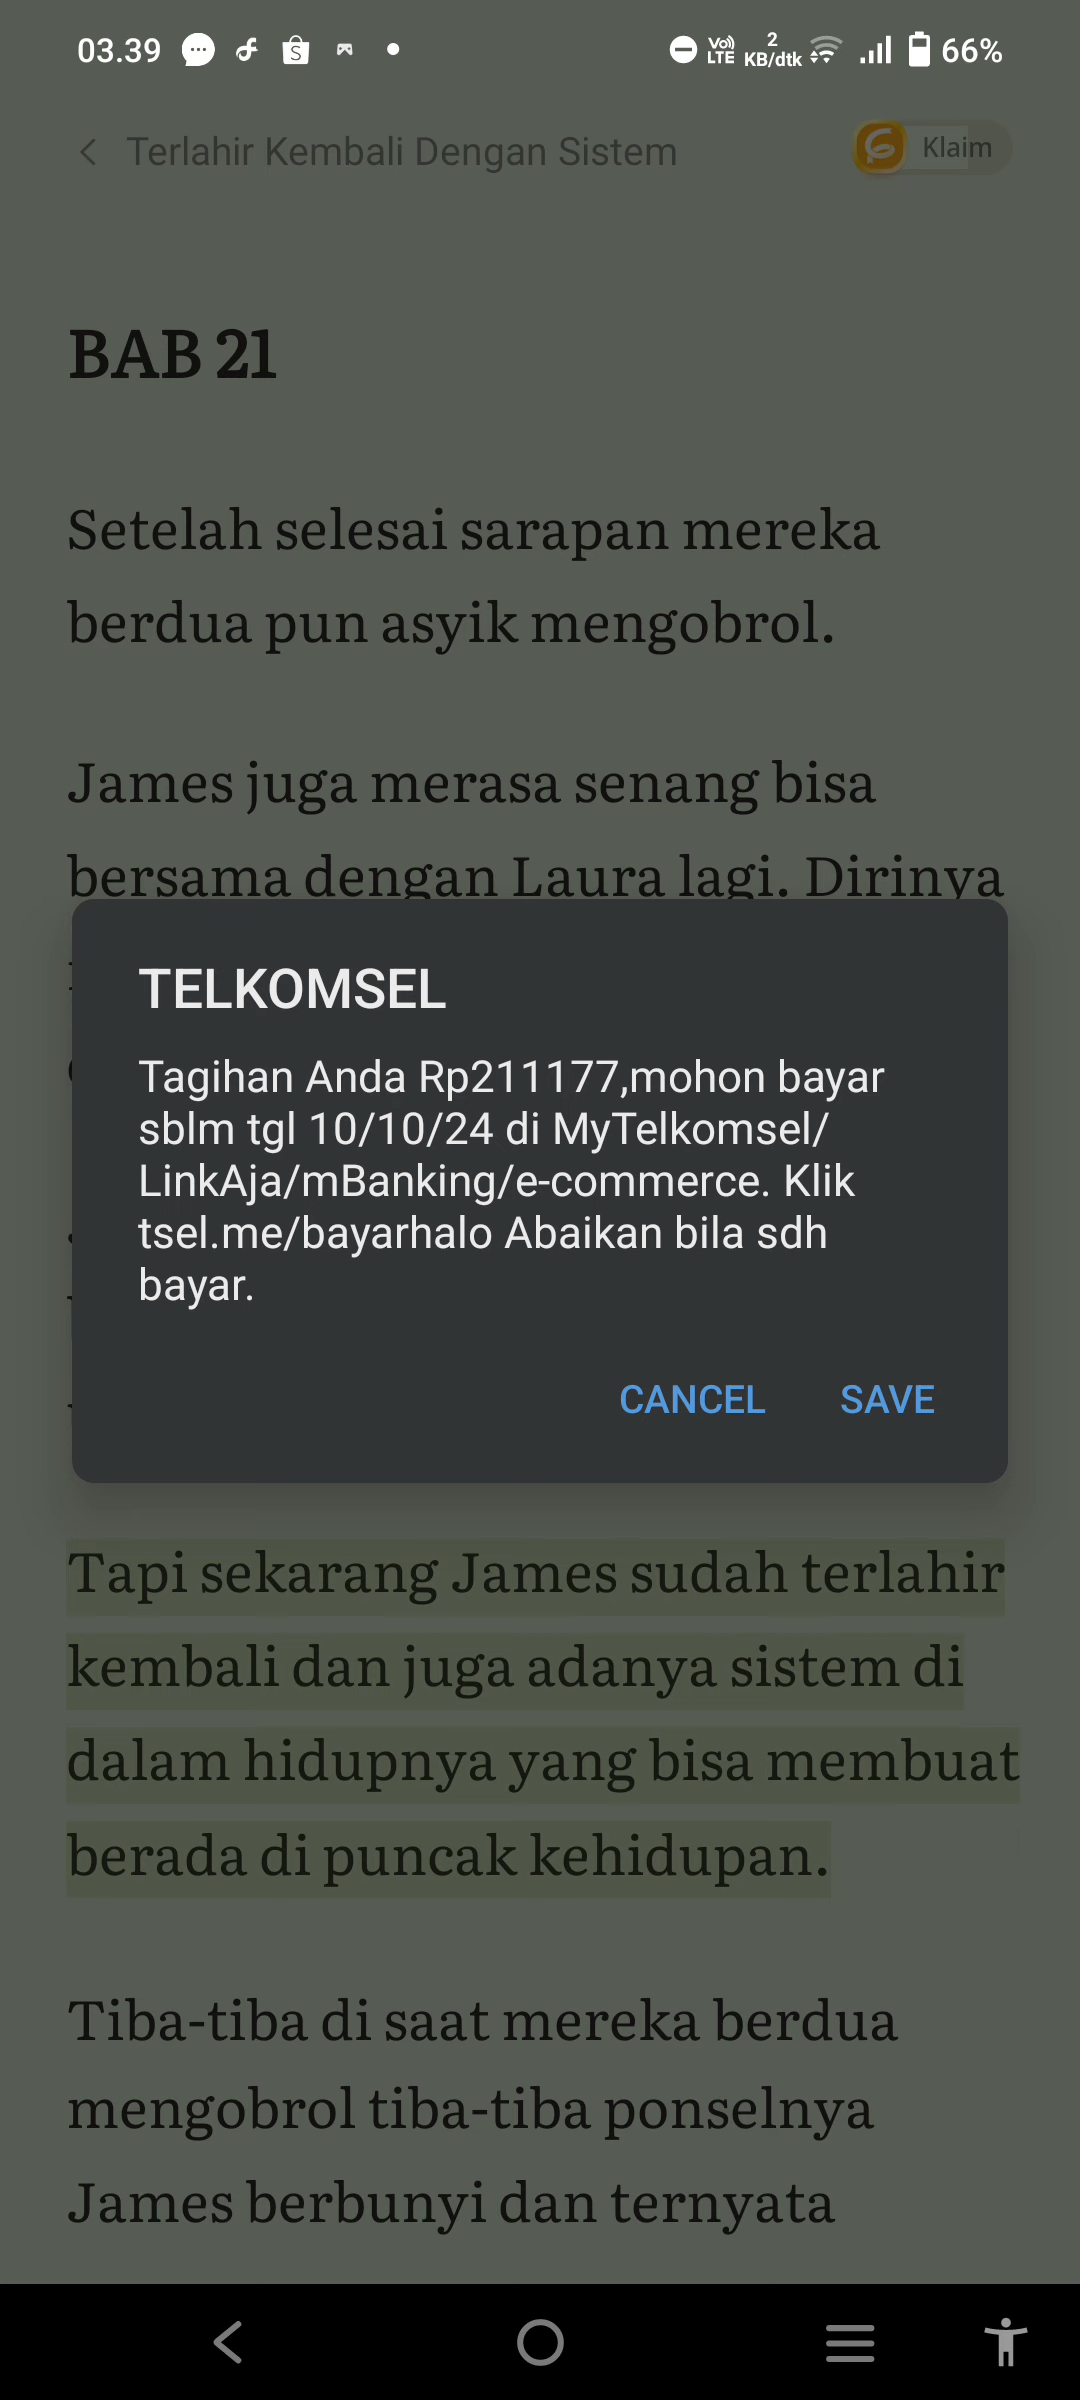 03.39
S
Vo))
LTE
2
KB/dtk
66%
Terlahir Kembali Dengan Sistem
Klaim
BAB 21
Setelah selesai sarapan mereka
berdua pun asyik mengobrol.
James juga merasa senang bisa
bersama dengan Laura lagi. Dirinya
TELKOMSEL
Tagihan Anda Rp211177,mohon bayar
sblm tgl 10/10/24 di MyTelkomsel/
LinkAja/mBanking/e-commerce. Klik
tsel.me/bayarhalo Abaikan bila sdh
bayar.
CANCEL
SAVE
Tapi sekarang James sudah terlahir
kembali dan juga adanya sistem di
dalam hidupnya yang bisa membuat
berada di puncak kehidupan.
Tiba-tiba di saat mereka berdua
mengobrol tiba-tiba ponselnya
James berbunyi dan ternyata